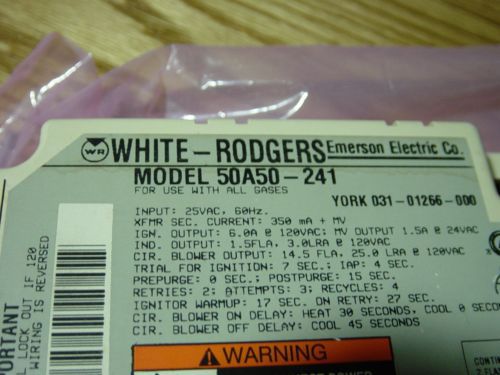 WR WHITE-RODGERS Emerson Electric Co.
MODEL 50A50-241
FOR USE WITH ALL GASES
YORK 031-01266-000
INPUT: 25VAC, 60Hz.
XFMR SEC. CURRENT: 350 mA + MV
IGN. OUTPUT: 6.0A @ 120VAC; MV OUTPUT 1.5A @ 24VAC
IND. OUTPUT: 1.5FLA, 3.0LRA @ 120VAC
CIR. BLOWER OUTPUT: 14.5 FLA, 25.0 LRA @ 120VAC
TRIAL FOR IGNITION: 7 SEC; IAP: 4 SEC.
PREPURGE: 0 SEC.; POSTPURGE: 15 SEC.
RETRIES: 2; ATTEMPTS: 3; RECYCLES: 4
IGNITOR WARMUP: 17 SEC. ON RETRY: 27 SEC.
CIR. BLOWER ON DELAY: HEAT 30 SECONDS, COOL 0 SECO
CIR. BLOWER OFF DELAY: COOL 45 SECONDS
WARNING
CONTIN
PORTANT
L LOCK OUT IF 120
WIRING IS REVERSED